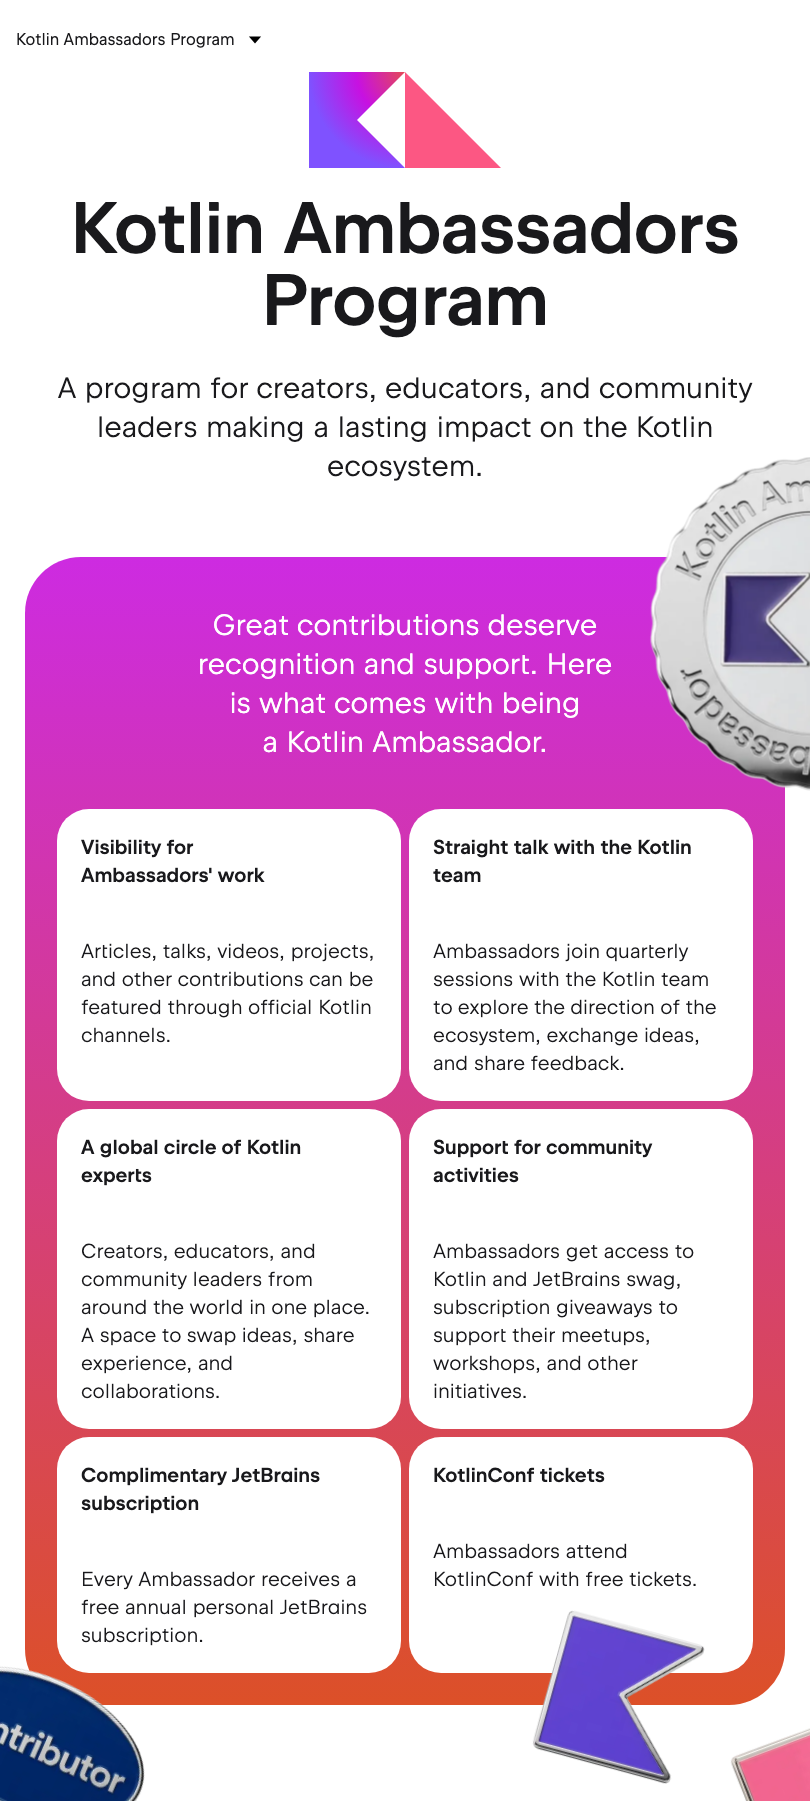 Kotlin Ambassadors Program
Kotlin Ambassadors
Program
A program for creators, educators, and community
leaders making a lasting impact on the Kotlin
ecosystem.
Kotlin Am
bassador
Great contributions deserve
recognition and support. Here
is what comes with being
a Kotlin Ambassador.
Visibility for
Ambassadors' work
Articles, talks, videos, projects,
and other contributions can be
featured through official Kotlin
channels.
Straight talk with the Kotlin
team
Ambassadors join quarterly
sessions with the Kotlin team
to explore the direction of the
ecosystem, exchange ideas,
and share feedback.
A global circle of Kotlin
experts
Creators, educators, and
community leaders from
around the world in one place.
A space to swap ideas, share
experience, and
collaborations.
Support for community
activities
Ambassadors get access to
Kotlin and JetBrains swag,
subscription giveaways to
support their meetups,
workshops, and other
initiatives.
Complimentary JetBrains
subscription
Every Ambassador receives a
free annual personal JetBrains
subscription.
KotlinConf tickets
Ambassadors attend
KotlinConf with free tickets.
ntributor